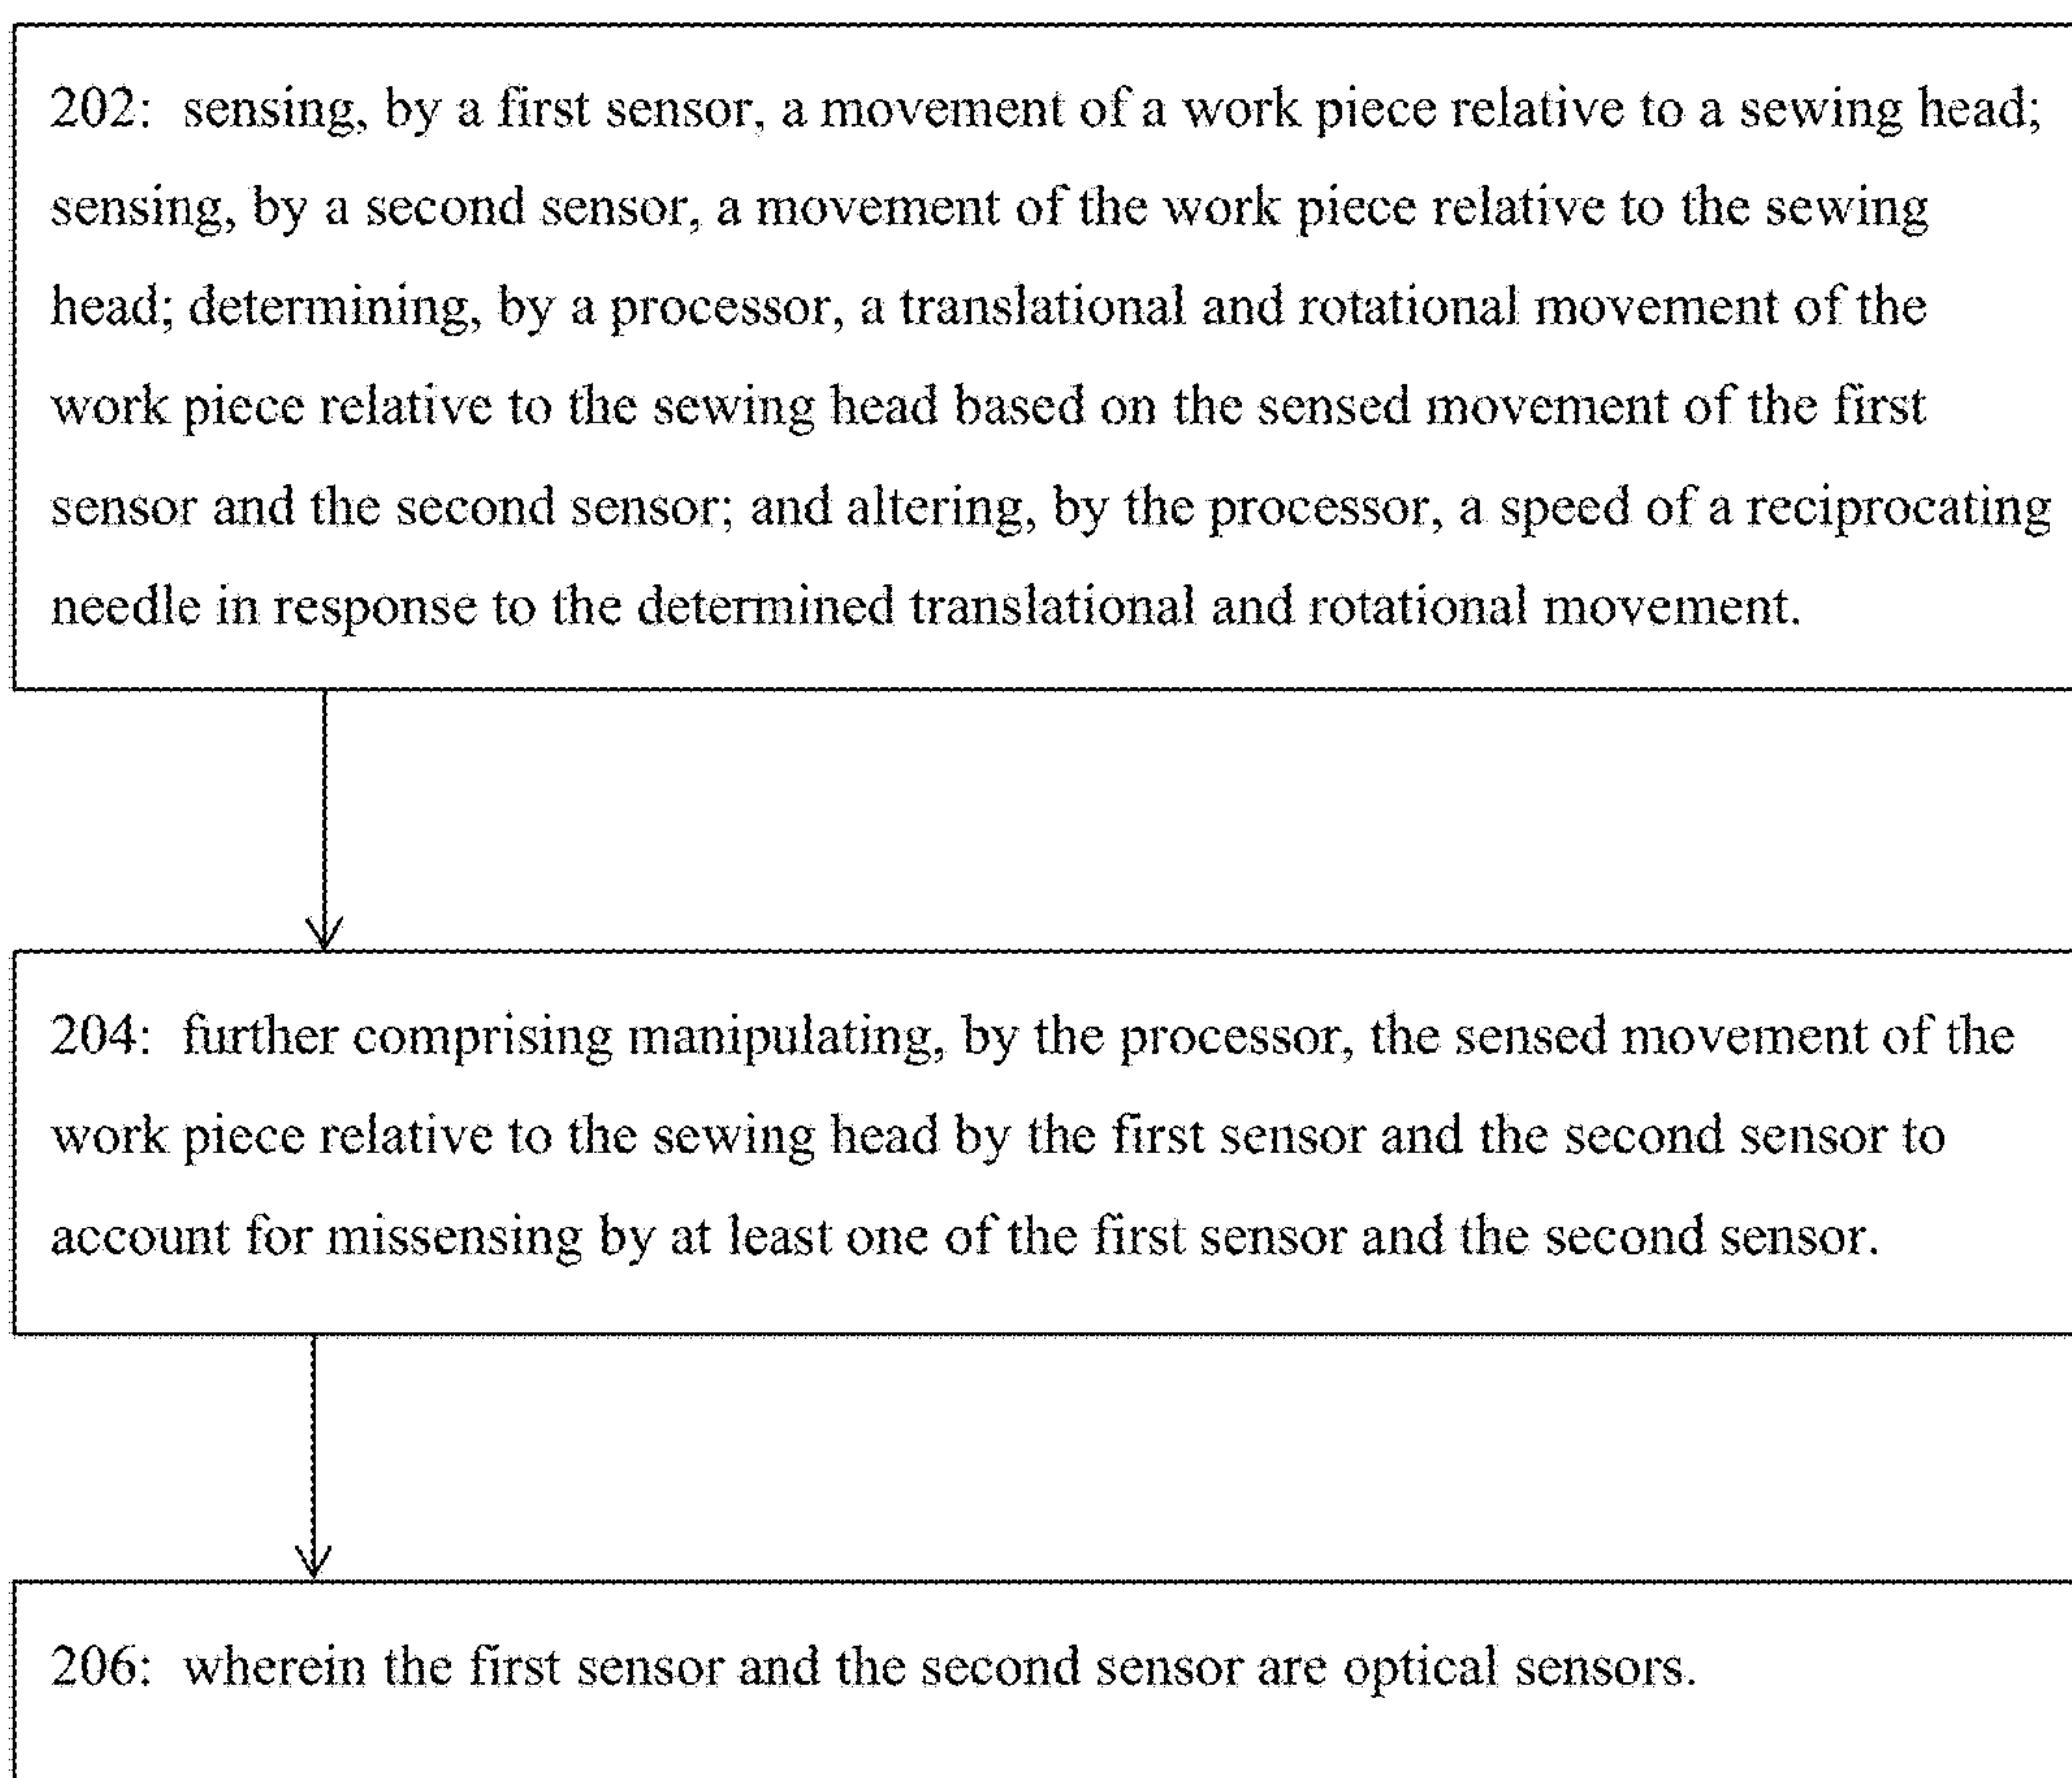 202: sensing, by a first sensor, a movement of a work piece relative to a sewing head;
sensing, by a second sensor, a movement of the work piece relative to the sewing
head; determining, by a processor, a translational and rotational movement of the
work piece relative to the sewing head based on the sensed movement of the first
sensor and the second sensor; and altering, by the processor, a speed of a reciprocating
needle in response to the determined translational and rotational movement.
204: further comprising manipulating, by the processor, the sensed movement of the
work piece relative to the sewing head by the first sensor and the second sensor to
account for missensing by at least one of the first sensor and the second sensor.
206: wherein the first sensor and the second sensor are optical sensors.